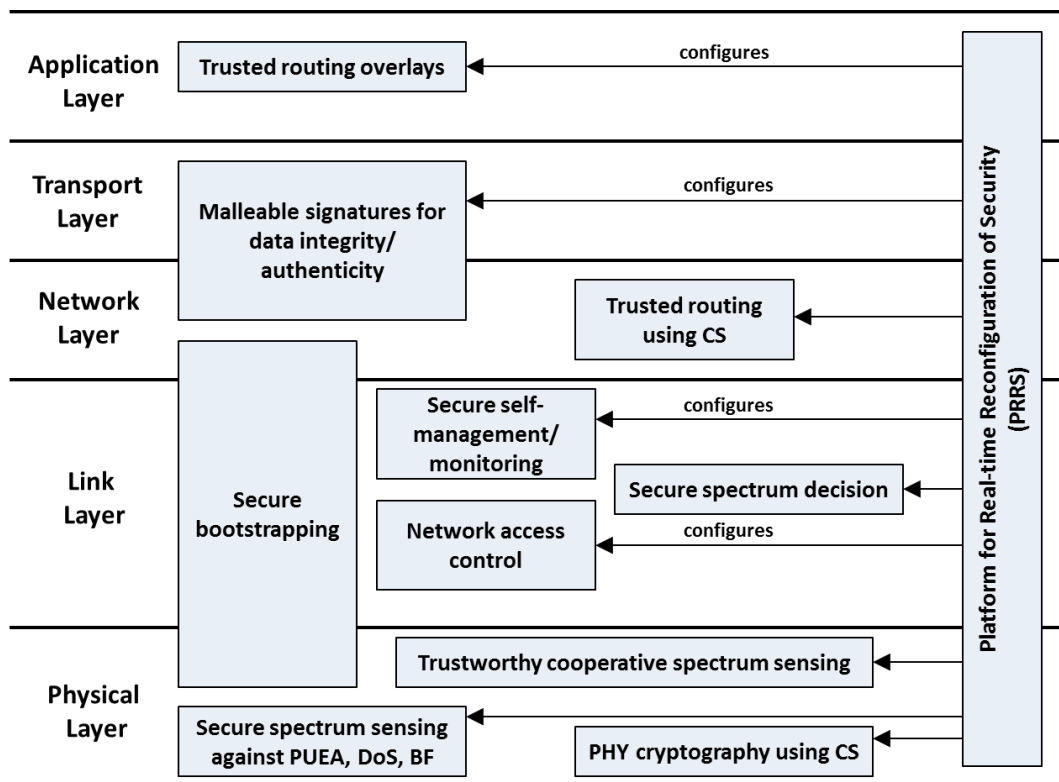 Application
Layer
Trusted routing overlays
configures
Transport
Layer
Malleable signatures for
data integrity/
authenticity
configures
Network
Layer
Trusted routing
using CS
Link
Layer
Secure
bootstrapping
Secure self-
management/
monitoring
configures
Secure spectrum decision
Network access
control
configures
Physical
Layer
Trustworthy cooperative spectrum sensing
Secure spectrum sensing
against PUEA, DoS, BF
PHY cryptography using CS
Platform for Real-time Reconfiguration of Security
(PRRS)